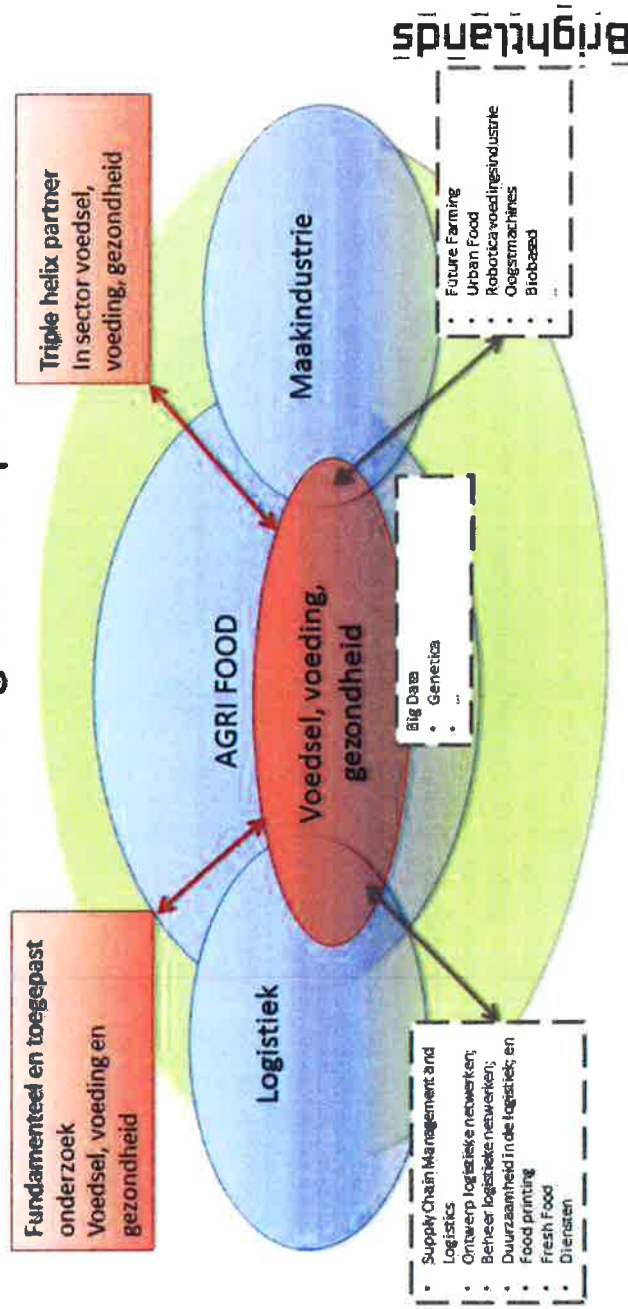 Fundamenteel en toegepast
onderzoek
Voedsel, voeding en
gezondheid
Triple helix partner
In sector voedsel,
voeding, gezondheid
AGRI FOOD
Logistiek
Maakindustrie
Voedsel, voeding,
gezondheid
Big Data
• Genetica
• ...
• Supply Chain Management and
Logistics
• Ontwerp logistieke netwerken;
• Beheer logistieke netwerken;
• Duurzaamheid in de logistiek; en
• Food printing
• Fresh Food
• Diensten
• Future Farming
• Urban Food
• Robotica voedingsindustrie
• Oogstmachines
• Biobased
• ...
Brightlands